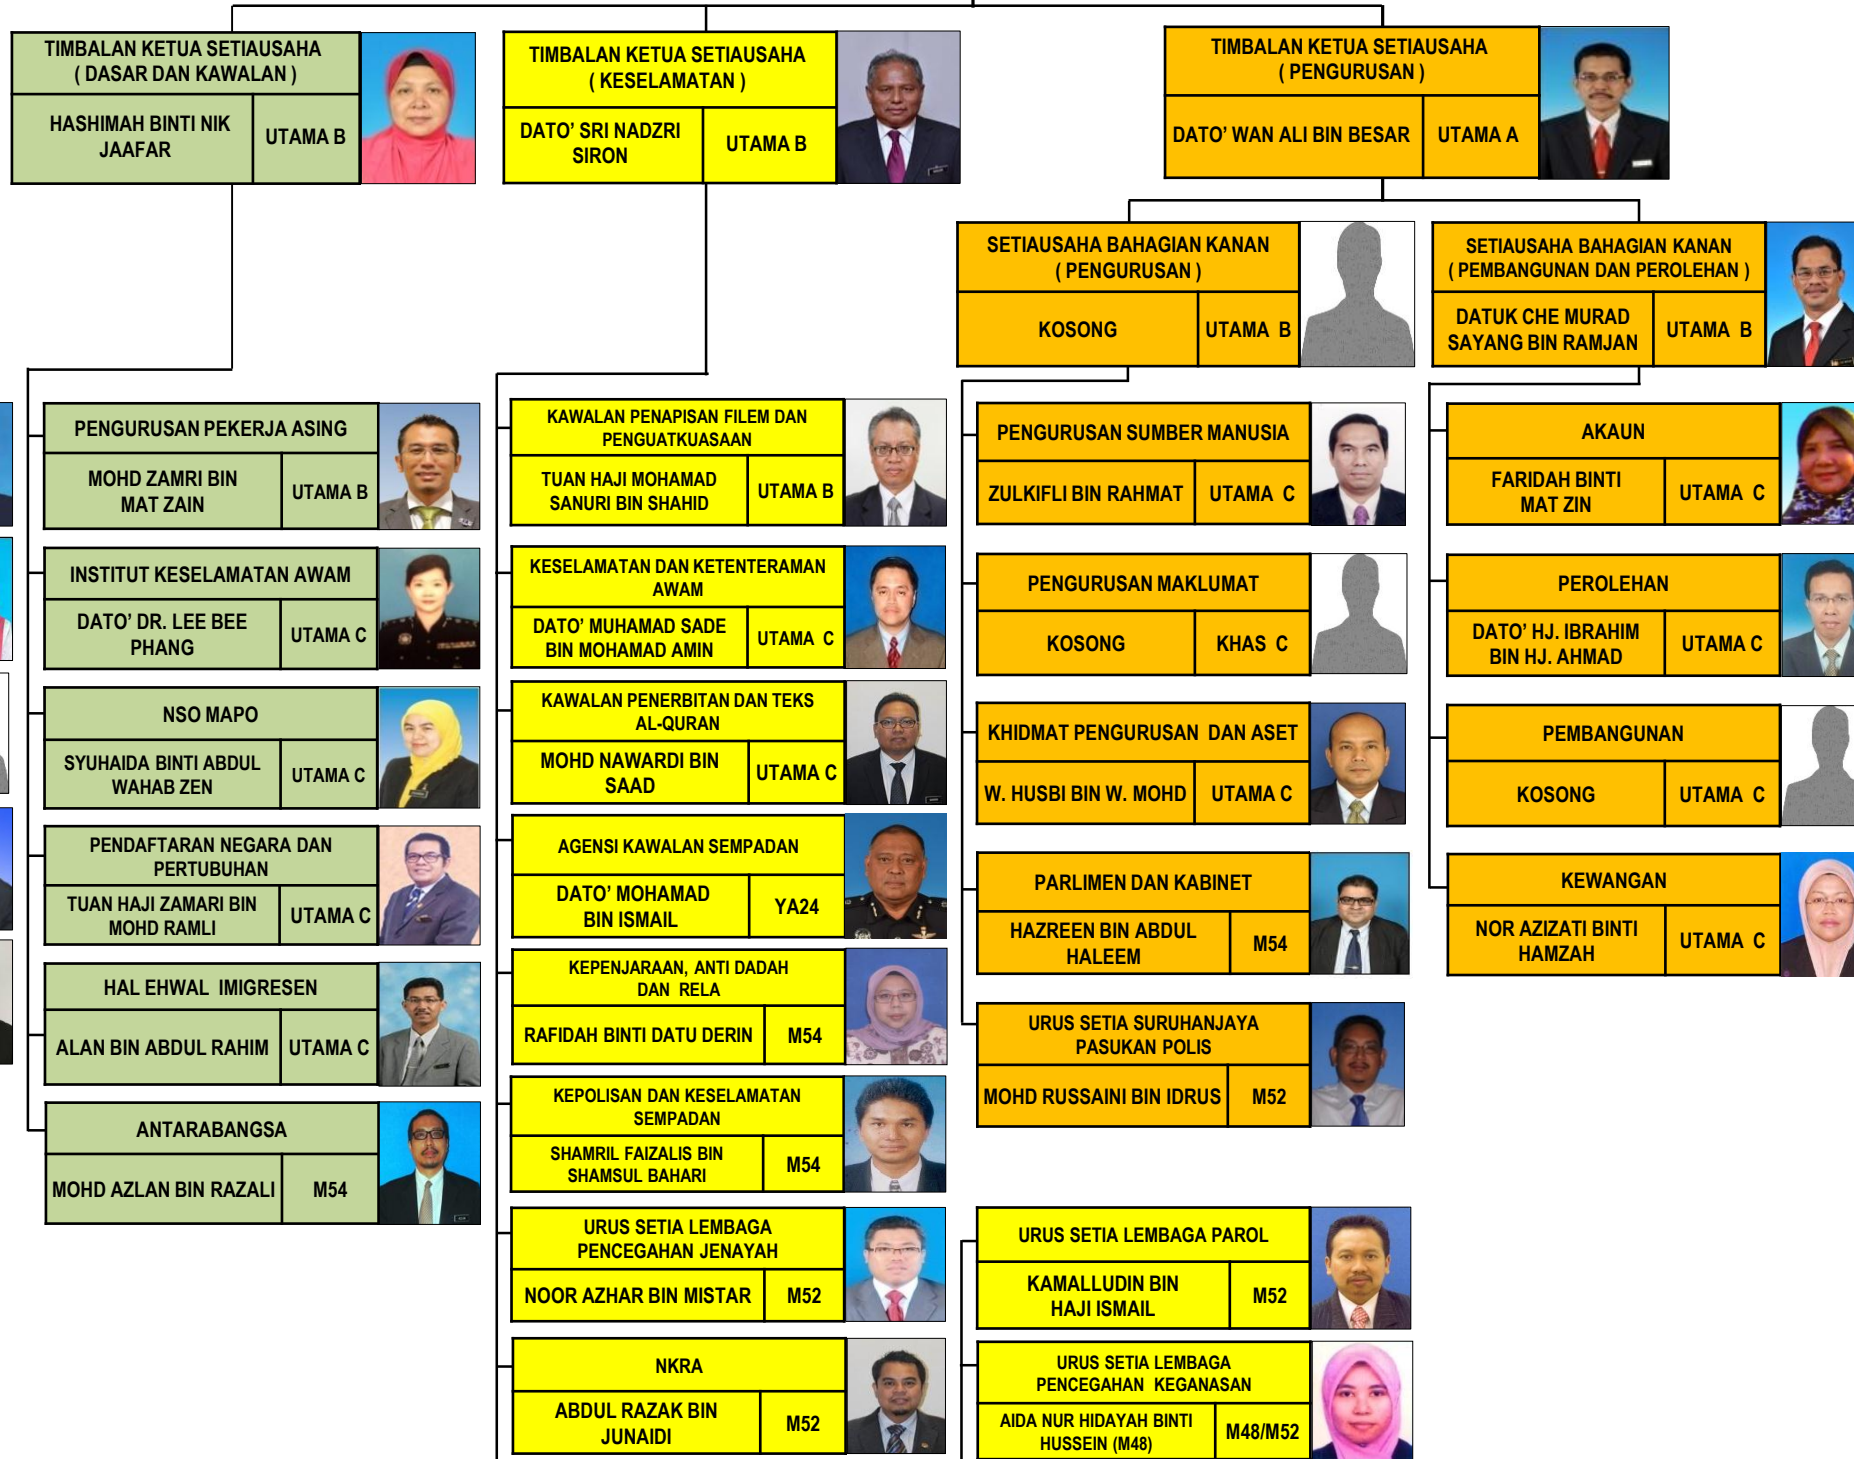 TIMBALAN KETUA SETIAUSAHA
( DASAR DAN KAWALAN )
HASHIMAH BINTI NIK
JAAFAR
UTAMA B
TIMBALAN KETUA SETIAUSAHA
( KESELAMATAN )
DATO’ SRI NADZRI
SIRON
UTAMA B
TIMBALAN KETUA SETIAUSAHA
( PENGURUSAN )
DATO’ WAN ALI BIN BESAR
UTAMA A
SETIAUSAHA BAHAGIAN KANAN
( PENGURUSAN )
KOSONG
UTAMA B
SETIAUSAHA BAHAGIAN KANAN
( PEMBANGUNAN DAN PEROLEHAN )
DATUK CHE MURAD
SAYANG BIN RAMJAN
UTAMA B
PENGURUSAN PEKERJA ASING
MOHD ZAMRI BIN
MAT ZAIN
UTAMA B
INSTITUT KESELAMATAN AWAM
DATO’ DR. LEE BEE
PHANG
UTAMA C
NSO MAPO
SYUHAIDA BINTI ABDUL
WAHAB ZEN
UTAMA C
PENDAFTARAN NEGARA DAN
PERTUBUHAN
TUAN HAJI ZAMARI BIN
MOHD RAMLI
UTAMA C
HAL EHWAL IMIGRESEN
ALAN BIN ABDUL RAHIM
UTAMA C
ANTARABANGSA
MOHD AZLAN BIN RAZALI
M54
KAWALAN PENAPISAN FILEM DAN
PENGUATKUASAAN
TUAN HAJI MOHAMAD
SANURI BIN SHAHID
UTAMA B
KESELAMATAN DAN KETENTERAMAN
AWAM
DATO’ MUHAMAD SADE
BIN MOHAMAD AMIN
UTAMA C
KAWALAN PENERBITAN DAN TEKS
AL-QURAN
MOHD NAWARDI BIN
SAAD
UTAMA C
AGENSI KAWALAN SEMPADAN
DATO’ MOHAMAD
BIN ISMAIL
YA24
KEPENJARAAN, ANTI DADAH
DAN RELA
RAFIDAH BINTI DATU DERIN
M54
KEPOLISAN DAN KESELAMATAN
SEMPADAN
SHAMRIL FAIZALIS BIN
SHAMSUL BAHARI
M54
URUS SETIA LEMBAGA
PENCEGAHAN JENAYAH
NOOR AZHAR BIN MISTAR
M52
NKRA
ABDUL RAZAK BIN
JUNAIDI
M52
PENGURUSAN SUMBER MANUSIA
ZULKIFLI BIN RAHMAT
UTAMA C
PENGURUSAN MAKLUMAT
KOSONG
KHAS C
KHIDMAT PENGURUSAN DAN ASET
W. HUSBI BIN W. MOHD
UTAMA C
PARLIMEN DAN KABINET
HAZREEN BIN ABDUL
HALEEM
M54
URUS SETIA SURUHANJAYA
PASUKAN POLIS
MOHD RUSSAINI BIN IDRUS
M52
URUS SETIA LEMBAGA PAROL
KAMALLUDIN BIN
HAJI ISMAIL
M52
URUS SETIA LEMBAGA
PENCEGAHAN KEGANASAN
AIDA NUR HIDAYAH BINTI
HUSSEIN (M48)
M48/M52
AKAUN
FARIDAH BINTI
MAT ZIN
UTAMA C
PEROLEHAN
DATO’ HJ. IBRAHIM
BIN HJ. AHMAD
UTAMA C
PEMBANGUNAN
KOSONG
UTAMA C
KEWANGAN
NOR AZIZATI BINTI
HAMZAH
UTAMA C